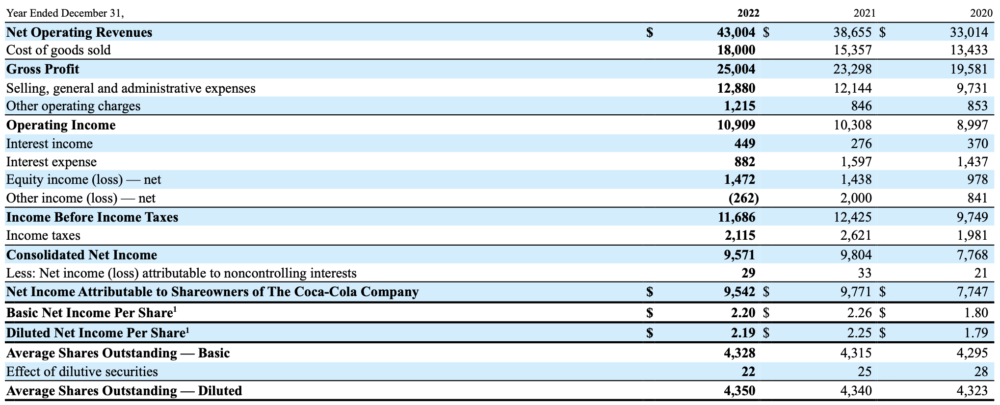 Year Ended December 31, 2022 2021 2020
Net Operating Revenues $ 43,004 $ 38,655 $ 33,014
Cost of goods sold 18,000 15,357 13,433
Gross Profit 25,004 23,298 19,581
Selling, general and administrative expenses 12,880 12,144 9,731
Other operating charges 1,215 846 853
Operating Income 10,909 10,308 8,997
Interest income 449 276 370
Interest expense 882 1,597 1,437
Equity income (loss) — net 1,472 1,438 978
Other income (loss) — net (262) 2,000 841
Income Before Income Taxes 11,686 12,425 9,749
Income taxes 2,115 2,621 1,981
Consolidated Net Income 9,571 9,804 7,768
Less: Net income (loss) attributable to noncontrolling interests 29 33 21
Net Income Attributable to Shareowners of The Coca-Cola Company $ 9,542 $ 9,771 $ 7,747
Basic Net Income Per Share¹ $ 2.20 $ 2.26 $ 1.80
Diluted Net Income Per Share¹ $ 2.19 $ 2.25 $ 1.79
Average Shares Outstanding — Basic 4,328 4,315 4,295
Effect of dilutive securities 22 25 28
Average Shares Outstanding — Diluted 4,350 4,340 4,323